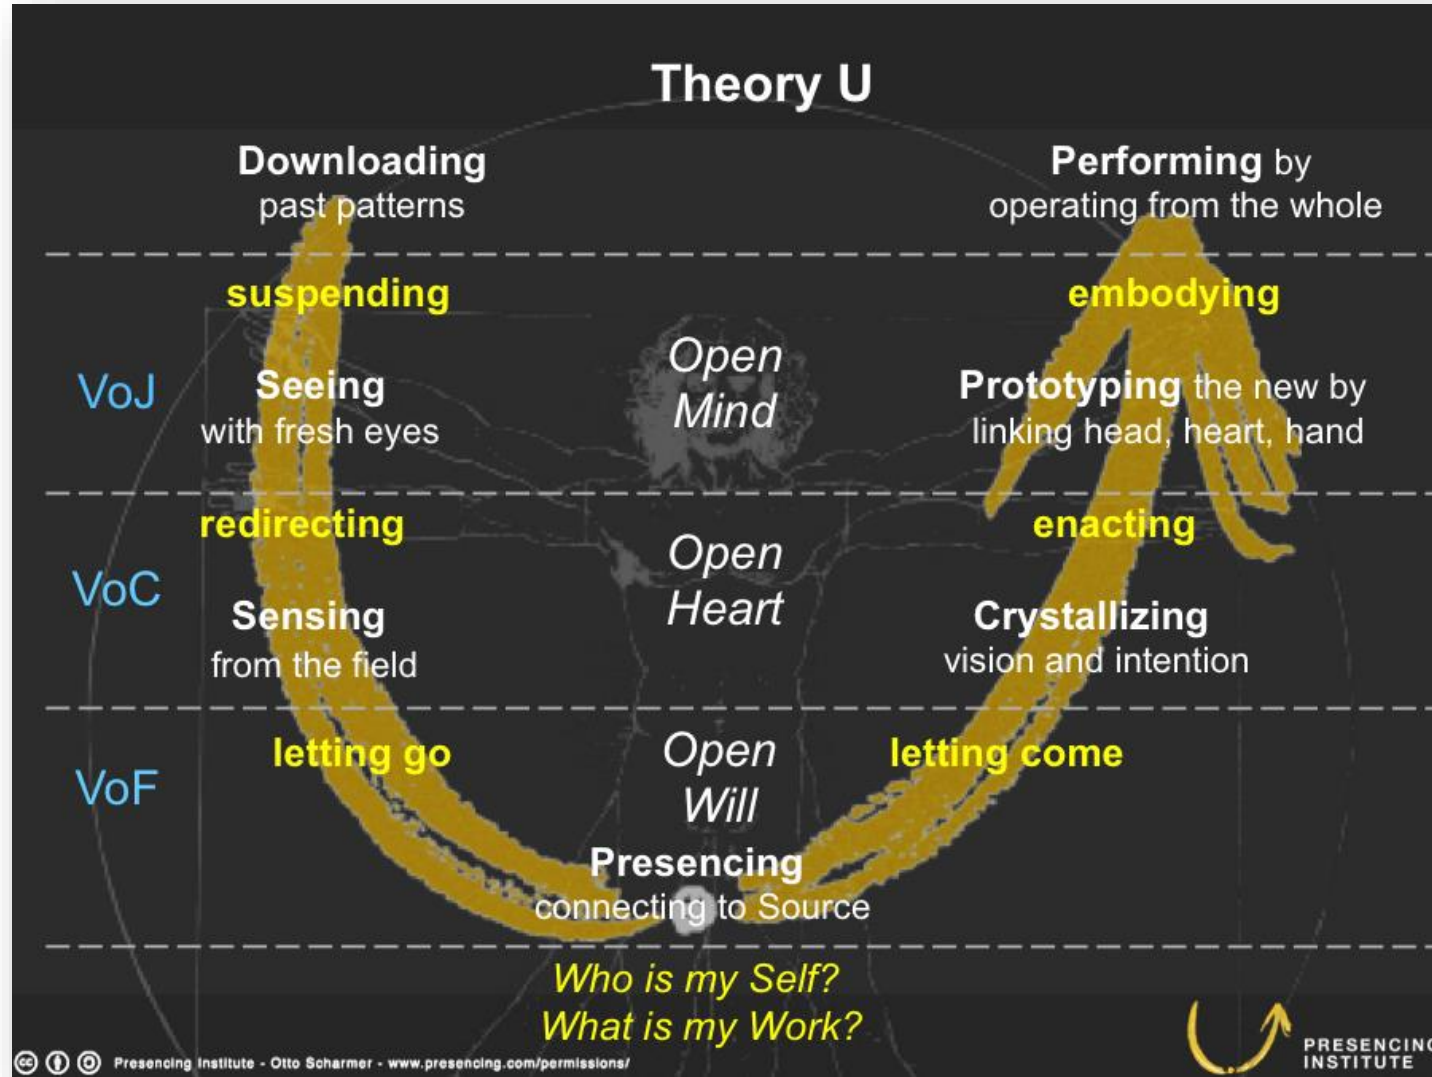 Theory U
Downloading
past patterns
Performing by
operating from the whole
suspending
embodying
VoJ
Seeing
with fresh eyes
Open
Mind
Prototyping the new by
linking head, heart, hand
redirecting
enacting
VoC
Sensing
from the field
Open
Heart
Crystallizing
vision and intention
letting go
letting come
VoF
Open
Will
Presencing
connecting to Source
Who is my Self?
What is my Work?
Presencing Institute - Otto Scharmer - www.presencing.com/permissions/
PRESENCING
INSTITUTE